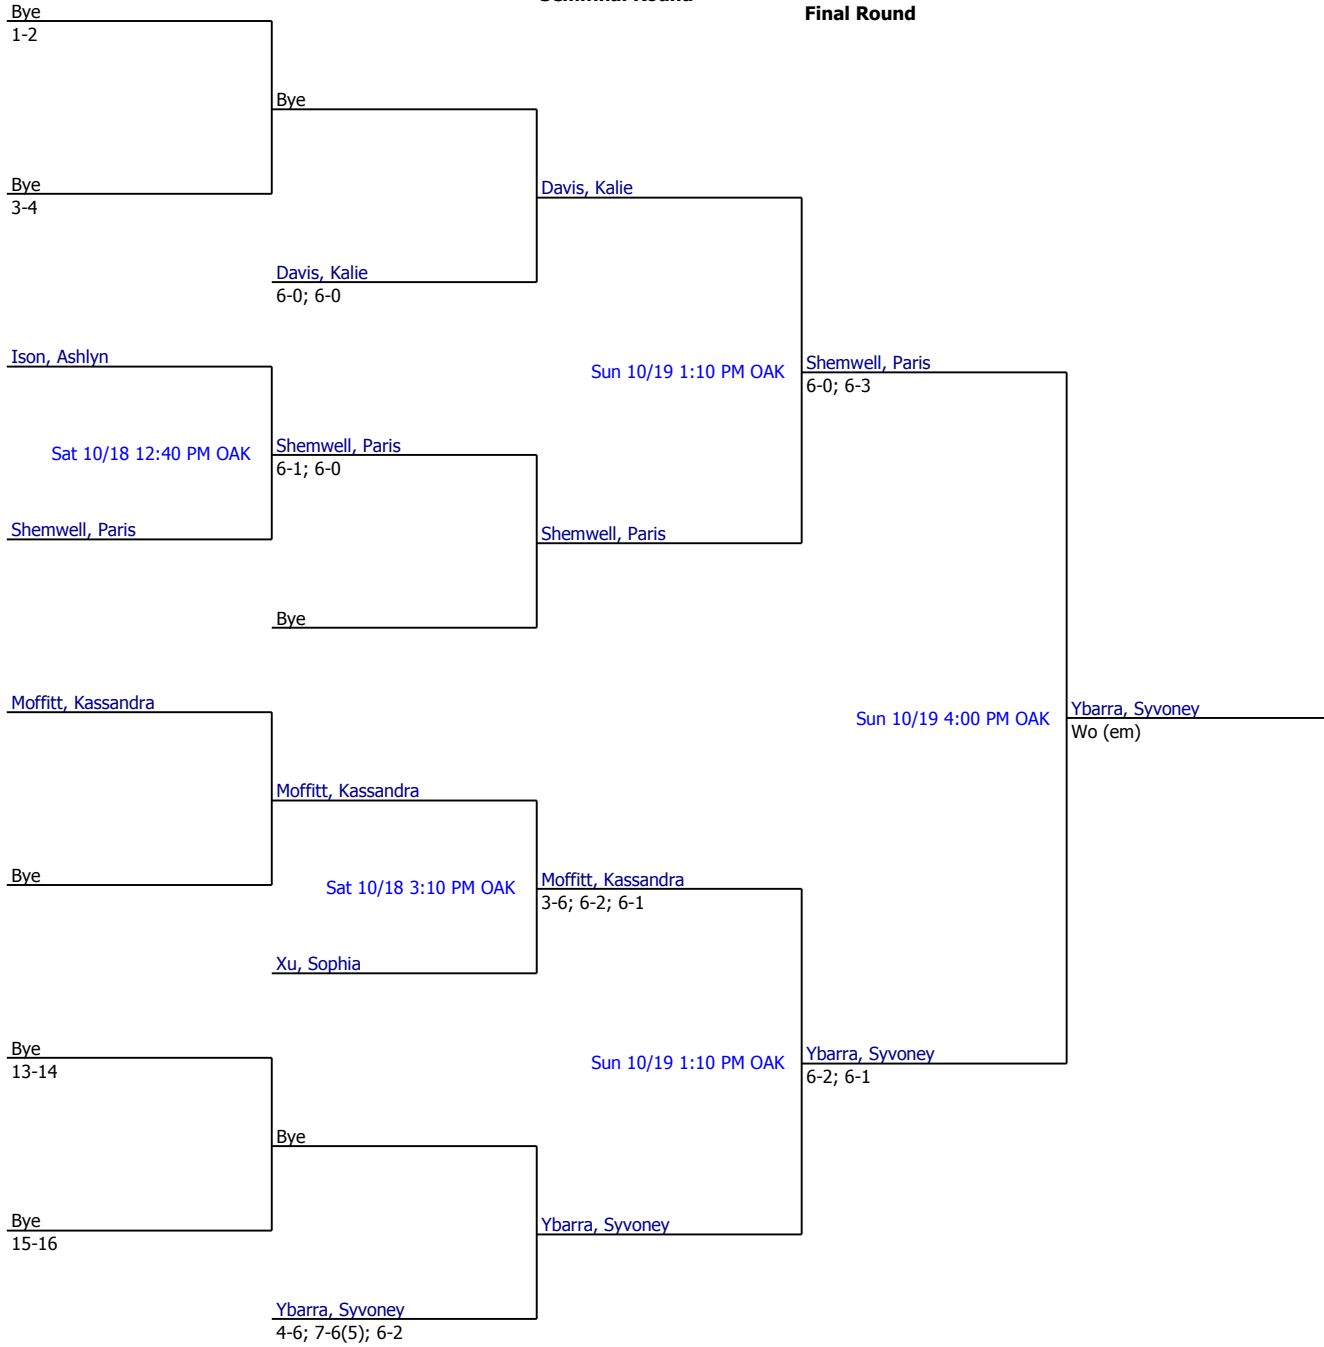 Final Round
Bye
1-2
Bye
Bye
3-4
Davis, Kalie
Davis, Kalie
6-0; 6-0
Ison, Ashlyn
Sun 10/19 1:10 PM OAK
Shemwell, Paris
6-0; 6-3
Sat 10/18 12:40 PM OAK
Shemwell, Paris
6-1; 6-0
Shemwell, Paris
Shemwell, Paris
Bye
Moffitt, Kassandra
Sun 10/19 4:00 PM OAK
Ybarra, Syvoney
Wo (em)
Moffitt, Kassandra
Bye
Sat 10/18 3:10 PM OAK
Moffitt, Kassandra
3-6; 6-2; 6-1
Xu, Sophia
Bye
13-14
Sun 10/19 1:10 PM OAK
Ybarra, Syvoney
6-2; 6-1
Bye
Bye
15-16
Ybarra, Syvoney
Ybarra, Syvoney
4-6; 7-6(5); 6-2